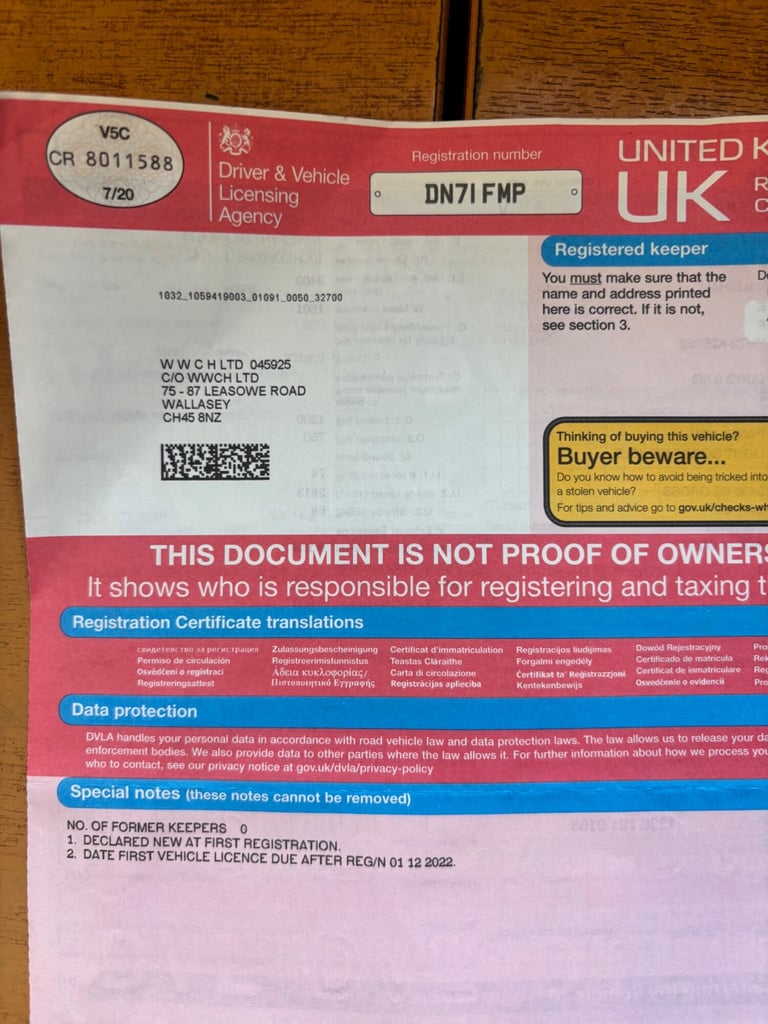 V5C
CR 8011588
7/20
Driver & Vehicle
Licensing
Agency
Registration number
DN71 FMP
UNITED K
UK
R
C
Registered keeper
You must make sure that the
name and address printed
here is correct. If it is not,
see section 3.
1032_1059419003_01091_0050_32700
W W C H LTD 045925
C/O WWCH LTD
75 - 87 LEASOWE ROAD
WALLASEY
CH45 8NZ
Thinking of buying this vehicle?
Buyer beware...
Do you know how to avoid being tricked into
a stolen vehicle?
For tips and advice go to gov.uk/checks-wh
THIS DOCUMENT IS NOT PROOF OF OWNERS
It shows who is responsible for registering and taxing t
Registration Certificate translations
свидетелство за регистрация Zulassungsbescheinigung Certificat d'immatriculation Registracijos liudijimas Dowód Rejestracyjny Pro
Permiso de circulación Registreerimistunnistus Teastas Cláraithe Forgalmi engedély Certificado de matrícula Rek
Osvědčení o registraci Άδεια κυκλοφορίας/ Carta di circolazione Ċertifikat ta' Reġistrazzjoni Certificat de inmatriculare Reg
Registreringsattest Πιστοποιητικό Εγγραφής Reģistrācijas apliecība Kentekenbewijs Osvedčenie o evidencii Pro
Data protection
DVLA handles your personal data in accordance with road vehicle law and data protection laws. The law allows us to release your da
enforcement bodies. We also provide data to other parties where the law allows it. For further information about how we process you
who to contact, see our privacy notice at gov.uk/dvla/privacy-policy
Special notes (these notes cannot be removed)
NO. OF FORMER KEEPERS 0
1. DECLARED NEW AT FIRST REGISTRATION.
2. DATE FIRST VEHICLE LICENCE DUE AFTER REG/N 01 12 2022.